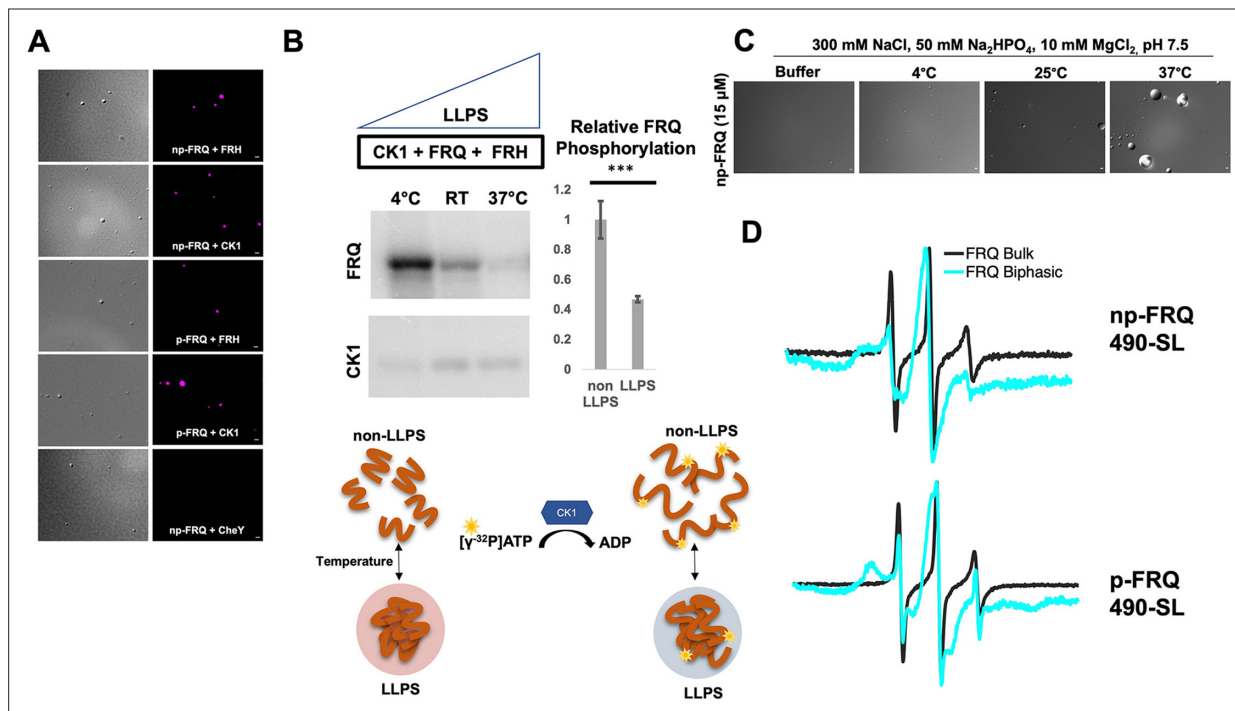 A
np-FRQ + FRH
np-FRQ + CK1
p-FRQ + FRH
p-FRQ + CK1
np-FRQ + CheY
B
LLPS
CK1 + FRQ + FRH
4°C RT 37°C
FRQ
CK1
Relative FRQ
Phosphorylation
***
1.2
1
0.8
0.6
0.4
0.2
0
non
LLPS
LLPS
non-LLPS
Temperature
LLPS
[γ-³²P]ATP
CK1
ADP
non-LLPS
LLPS
C
300 mM NaCl, 50 mM Na₂HPO₄, 10 mM MgCl₂, pH 7.5
Buffer 4°C 25°C 37°C
np-FRQ (15 µM)
D
FRQ Bulk
FRQ Biphasic
np-FRQ
490-SL
p-FRQ
490-SL